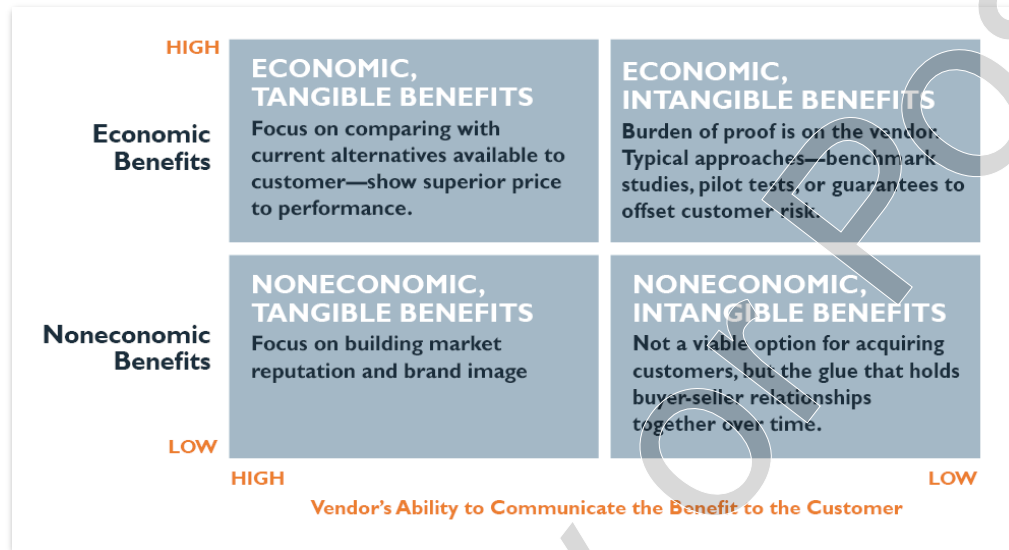 HIGH
ECONOMIC,
TANGIBLE BENEFITS
Focus on comparing with
current alternatives available to
customer—show superior price
to performance.
ECONOMIC,
INTANGIBLE BENEFITS
Burden of proof is on the vendor.
Typical approaches—benchmark
studies, pilot tests, or guarantees to
offset customer risk.
Economic
Benefits
NONECONOMIC,
TANGIBLE BENEFITS
Focus on building market
reputation and brand image
NONECONOMIC,
INTANGIBLE BENEFITS
Not a viable option for acquiring
customers, but the glue that holds
buyer-seller relationships
together over time.
Noneconomic
Benefits
LOW
HIGH
LOW
Vendor's Ability to Communicate the Benefit to the Customer
or Po